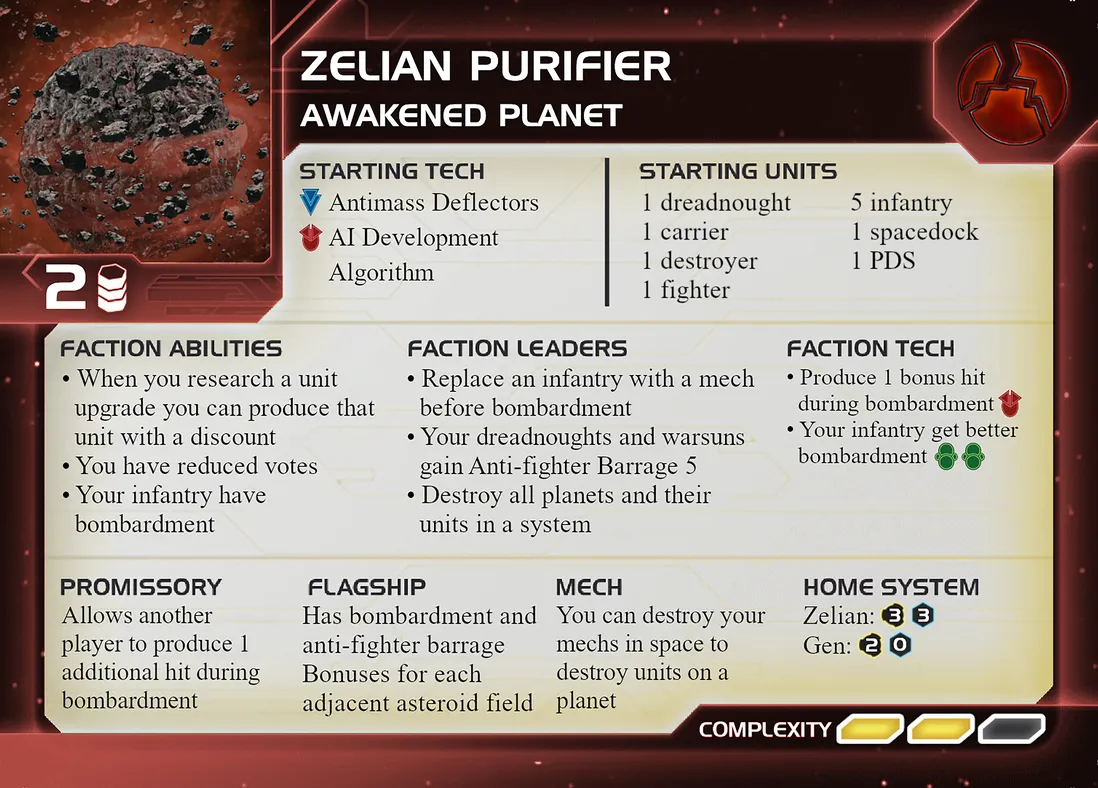 ZELIAN PURIFIER
AWAKENED PLANET
2
STARTING TECH
Antimass Deflectors
AI Development
Algorithm
STARTING UNITS
1 dreadnought
1 carrier
1 destroyer
1 fighter
5 infantry
1 spacedock
1 PDS
FACTION ABILITIES
• When you research a unit
upgrade you can produce that
unit with a discount
• You have reduced votes
• Your infantry have
bombardment
FACTION LEADERS
• Replace an infantry with a mech
before bombardment
• Your dreadnoughts and warsuns
gain Anti-fighter Barrage 5
• Destroy all planets and their
units in a system
FACTION TECH
• Produce 1 bonus hit
during bombardment
• Your infantry get better
bombardment
PROMISSORY
Allows another
player to produce 1
additional hit during
bombardment
FLAGSHIP
Has bombardment and
anti-fighter barrage
Bonuses for each
adjacent asteroid field
MECH
You can destroy your
mechs in space to
destroy units on a
planet
HOME SYSTEM
Zelian: 3 3
Gen: 2 0
COMPLEXITY